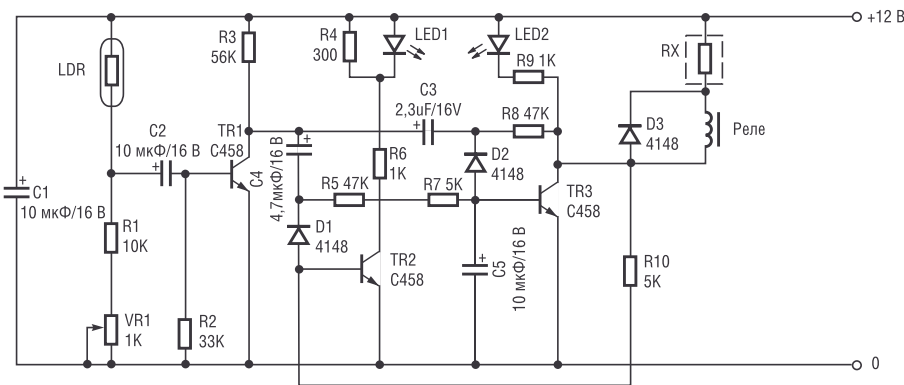 +12 В
R3
56K
R4
300
LED1
LED2
RX
LDR
R9 1K
C3
2,3uF/16V
R8 47K
C2
10 мкФ/16 В
TR1
C458
D3
4148
Реле
C4
4,7мкФ/16 В
R6
1K
D2
4148
C1
10 мкФ/16 В
R5 47K
R7 5K
TR3
C458
R1
10K
D1
4148
TR2
C458
C5
10 мкФ/16 В
R10
5K
VR1
1K
R2
33K
0